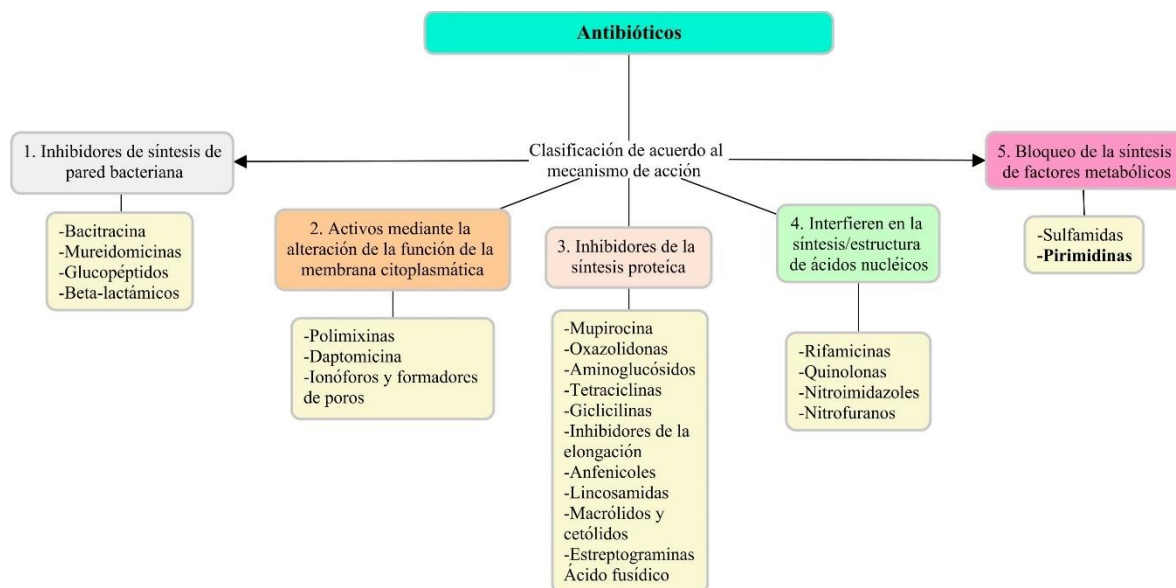 Antibióticos
Clasificación de acuerdo al
mecanismo de acción
1. Inhibidores de síntesis de
pared bacteriana
-Bacitracina
-Mureidomicinas
-Glucopéptidos
-Beta-lactámicos
2. Activos mediante la
alteración de la función de la
membrana citoplasmática
-Polimixinas
-Daptomicina
-Ionóforos y formadores
de poros
3. Inhibidores de la
síntesis proteíca
-Mupirocina
-Oxazolidonas
-Aminoglucósidos
-Tetraciclinas
-Giclicilinas
-Inhibidores de la
elongación
-Anfenicoles
-Lincosamidas
-Macrólidos y
cetólidos
-Estreptograminas
Ácido fusídico
4. Interfieren en la
síntesis/estructura
de ácidos nucléicos
-Rifamicinas
-Quinolonas
-Nitroimidazoles
-Nitrofuranos
5. Bloqueo de la síntesis
de factores metabólicos
-Sulfamidas
-Pirimidinas